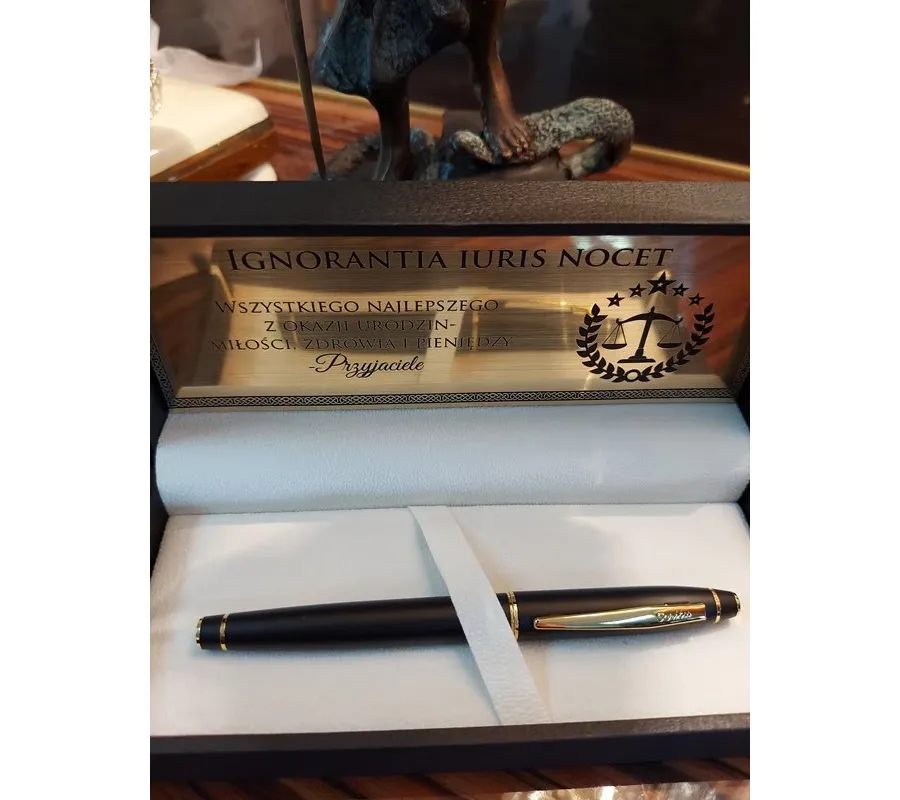 IGNORANTIA IURIS NOCET
WSZYSTKIEGO NAJLEPSZEGO
Z OKAZJI URODZIN-
MIŁOŚCI, ZDROWIA I PIENIĘDZY
-Przyjaciele